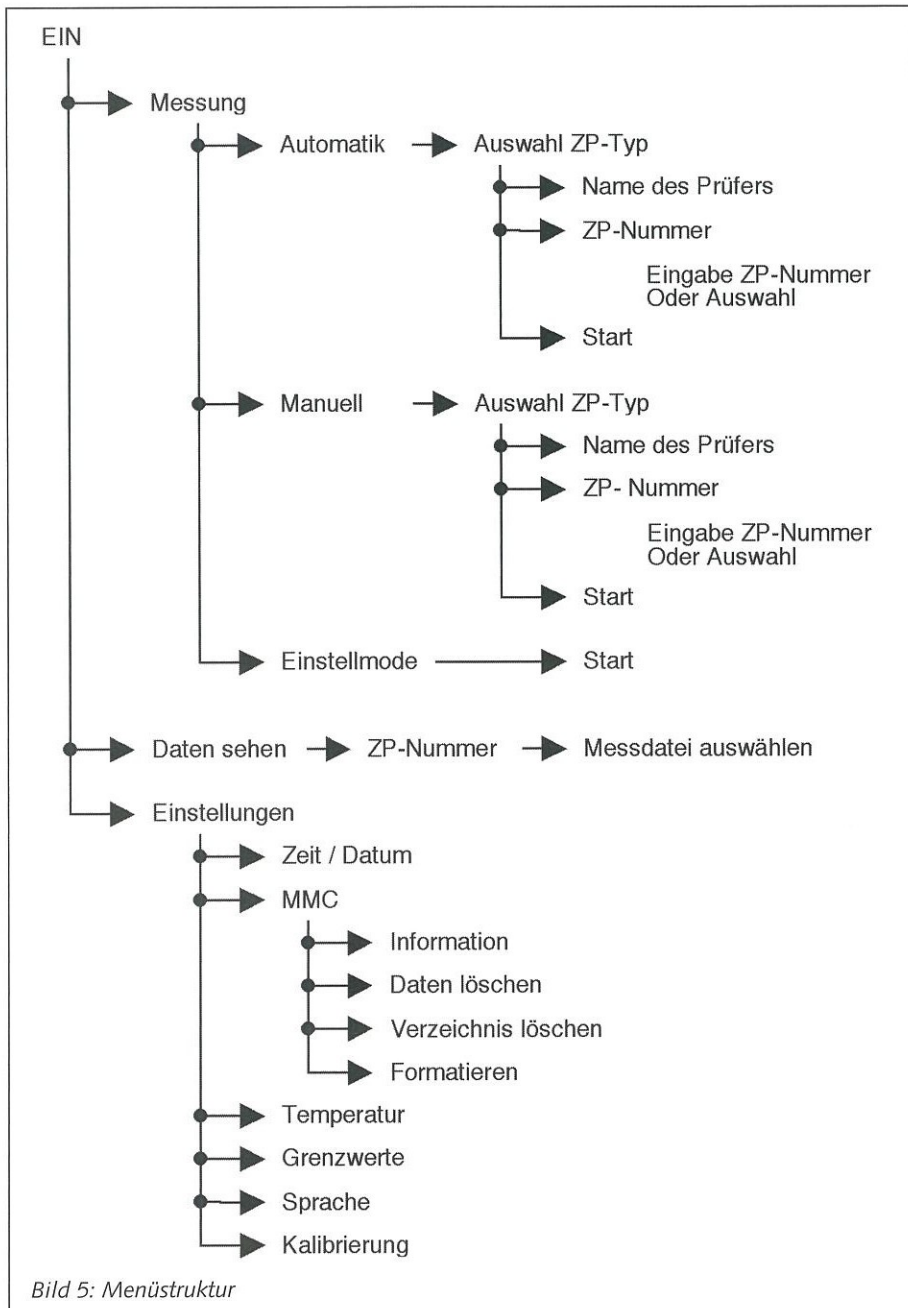 EIN
Messung
Automatik Auswahl ZP-Typ
Name des Prüfers
ZP-Nummer
Eingabe ZP-Nummer
Oder Auswahl
Start
Manuell Auswahl ZP-Typ
Name des Prüfers
ZP- Nummer
Eingabe ZP-Nummer
Oder Auswahl
Start
Einstellmode Start
Daten sehen ZP-Nummer Messdatei auswählen
Einstellungen
Zeit / Datum
MMC
Information
Daten löschen
Verzeichnis löschen
Formatieren
Temperatur
Grenzwerte
Sprache
Kalibrierung
Bild 5: Menüstruktur